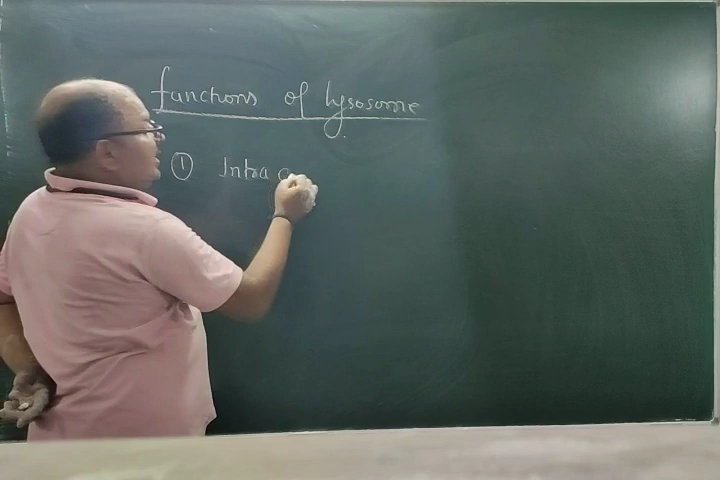 functions of lysosome
① Intra c